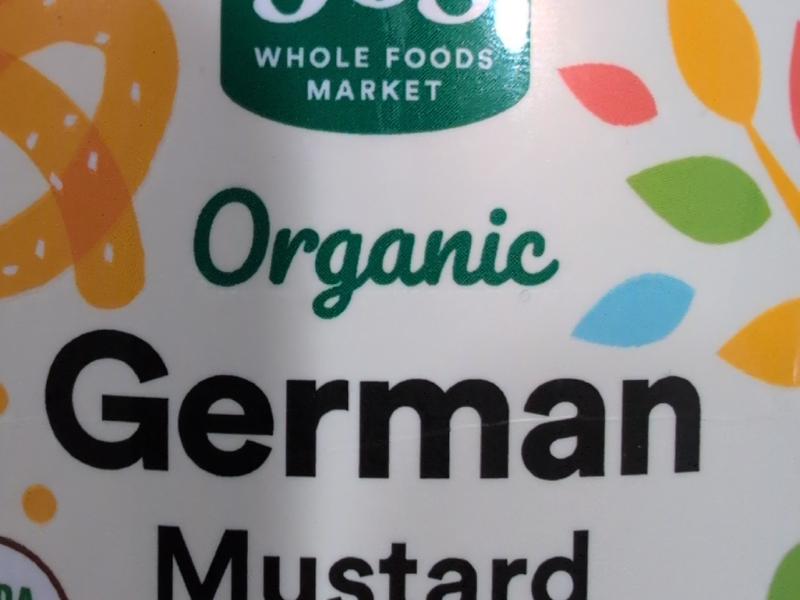 WHOLE FOODS
MARKET
Organic
German
Mustard